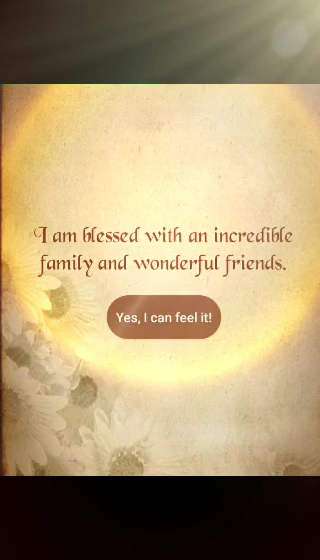 I am blessed with an incredible
family and wonderful friends.
Yes, I can feel it!